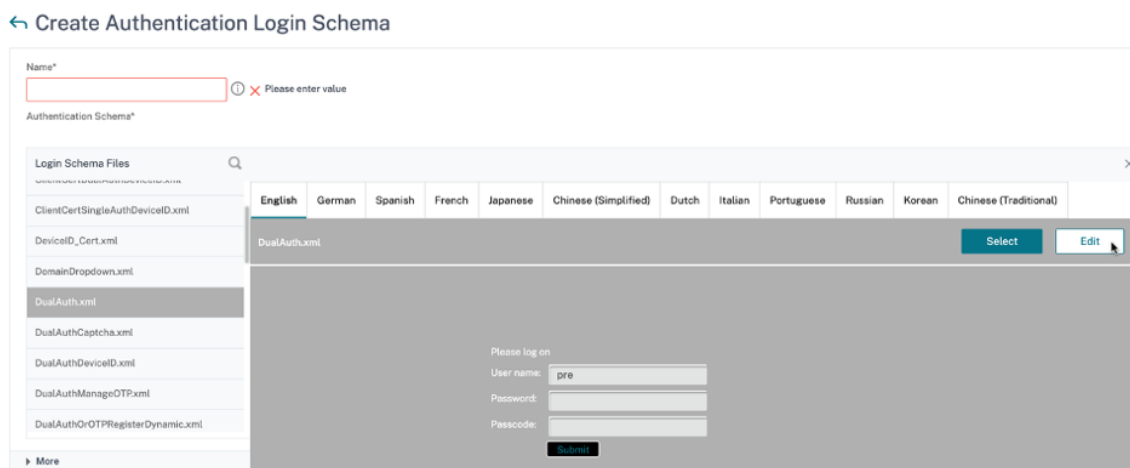 Create Authentication Login Schema
Name*
Please enter value
Authentication Schema*
Login Schema Files
English German Spanish French Japanese Chinese (Simplified) Dutch Italian Portuguese Russian Korean Chinese (Traditional)
ClientCertSingleAuthDeviceID.xml
DeviceID_Cert.xml
DomainDropdown.xml
DualAuth.xml
DualAuthCaptcha.xml
DualAuthDeviceID.xml
DualAuthManageOTP.xml
DualAuthOrOTPRegisterDynamic.xml
More
DualAuth.xml
Select
Edit
Please log on
User name: pre
Password:
Passcode:
Submit